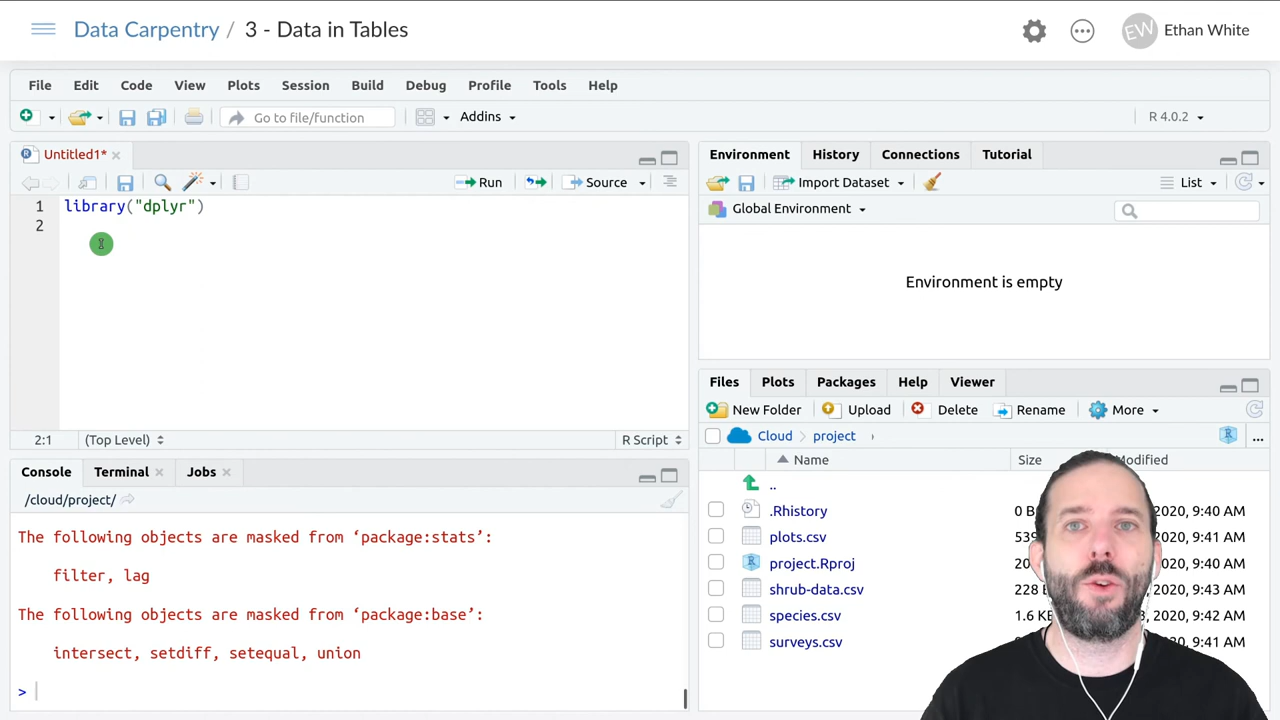 Data Carpentry / 3 - Data in Tables
EW Ethan White
File Edit Code View Plots Session Build Debug Profile Tools Help
Go to file/function Addins R 4.0.2
Untitled1*
Run Source
1 library("dplyr")
2
2:1 (Top Level) R Script
Console Terminal Jobs
/cloud/project/
The following objects are masked from ‘package:stats’:
filter, lag
The following objects are masked from ‘package:base’:
intersect, setdiff, setequal, union
>
Environment History Connections Tutorial
Import Dataset List
Global Environment
Environment is empty
Files Plots Packages Help Viewer
New Folder Upload Delete Rename More
Cloud project ...
Name Size Modified
..
.Rhistory 0 B 2020, 9:40 AM
plots.csv 2020, 9:41 AM
project.Rproj 2020, 9:40 AM
shrub-data.csv 228 2020, 9:43 AM
species.csv 1.6 2020, 9:42 AM
surveys.csv 2020, 9:41 AM